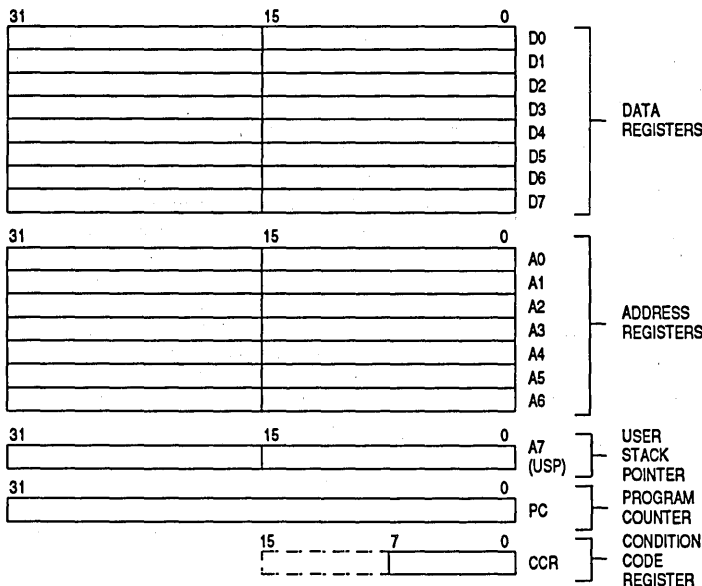 31 15 0
D0
D1
D2
D3
D4
D5
D6
D7
DATA
REGISTERS
31 15 0
A0
A1
A2
A3
A4
A5
A6
ADDRESS
REGISTERS
31 15 0
A7
(USP)
USER
STACK
POINTER
31 0
PC
PROGRAM
COUNTER
15 7 0
CCR
CONDITION
CODE
REGISTER